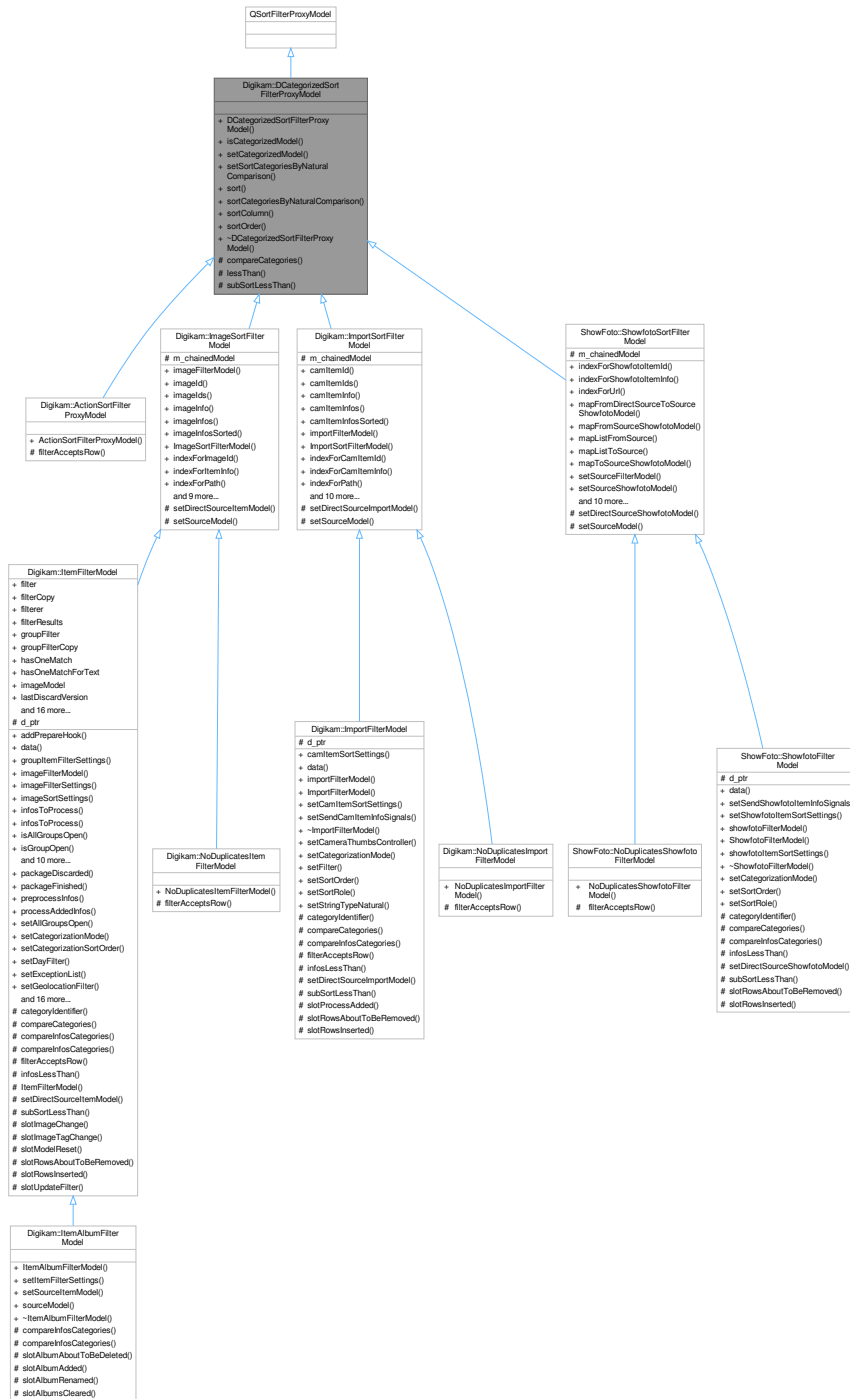 QSortFilterProxyModel
Digikam::DCategorizedSort
FilterProxyModel
+ DCategorizedSortFilterProxy
Model()
+ isCategorizedModel()
+ setCategorizedModel()
+ setSortCategoriesByNatural
Comparison()
+ sort()
+ sortCategoriesByNaturalComparison()
+ sortColumn()
+ sortOrder()
+ ~DCategorizedSortFilterProxy
Model()
# compareCategories()
# lessThan()
# subSortLessThan()
Digikam::ActionSortFilter
ProxyModel
+ ActionSortFilterProxyModel()
# filterAcceptsRow()
Digikam::ImageSortFilter
Model
# m_chainedModel
+ imageFilterModel()
+ imageId()
+ imageIds()
+ imageInfo()
+ imageInfos()
+ imageInfosSorted()
+ ImageSortFilterModel()
+ indexForImageId()
+ indexForItemInfo()
+ indexForPath()
and 9 more...
# setDirectSourceItemModel()
# setSourceModel()
Digikam::ImportSortFilter
Model
# m_chainedModel
+ camItemId()
+ camItemIds()
+ camItemInfo()
+ camItemInfos()
+ camItemInfosSorted()
+ importFilterModel()
+ ImportSortFilterModel()
+ indexForCamItemId()
+ indexForCamItemInfo()
+ indexForPath()
and 10 more...
# setDirectSourceImportModel()
# setSourceModel()
ShowFoto::ShowfotoSortFilter
Model
# m_chainedModel
+ indexForShowfotoItemId()
+ indexForShowfotoItemInfo()
+ indexForUrl()
+ mapFromDirectSourceToSource
ShowfotoModel()
+ mapFromSourceShowfotoModel()
+ mapListFromSource()
+ mapListToSource()
+ mapToSourceShowfotoModel()
+ setSourceFilterModel()
+ setSourceShowfotoModel()
and 10 more...
# setDirectSourceShowfotoModel()
# setSourceModel()
Digikam::ItemFilterModel
+ filter
+ filterCopy
+ filterer
+ filterResults
+ groupFilter
+ groupFilterCopy
+ hasOneMatch
+ hasOneMatchForText
+ imageModel
+ lastDiscardVersion
and 16 more...
# d_ptr
+ addPrepareHook()
+ data()
+ groupItemFilterSettings()
+ imageFilterModel()
+ imageFilterSettings()
+ imageSortSettings()
+ infosToProcess()
+ infosToProcess()
+ isAllGroupsOpen()
+ isGroupOpen()
and 10 more...
+ packageDiscarded()
+ packageFinished()
+ preprocessInfos()
+ processAddedInfos()
+ setAllGroupsOpen()
+ setCategorizationMode()
+ setCategorizationSortOrder()
+ setDayFilter()
+ setExceptionList()
+ setGeolocationFilter()
and 16 more...
# categoryIdentifier()
# compareCategories()
# compareInfosCategories()
# compareInfosCategories()
# filterAcceptsRow()
# infosLessThan()
# ItemFilterModel()
# setDirectSourceItemModel()
# subSortLessThan()
# slotImageChange()
# slotImageTagChange()
# slotModelReset()
# slotRowsAboutToBeRemoved()
# slotRowsInserted()
# slotUpdateFilter()
Digikam::NoDuplicatesItem
FilterModel
+ NoDuplicatesItemFilterModel()
# filterAcceptsRow()
Digikam::ImportFilterModel
# d_ptr
+ camItemSortSettings()
+ data()
+ importFilterModel()
+ ImportFilterModel()
+ setCamItemSortSettings()
+ setSendCamItemInfoSignals()
+ ~ImportFilterModel()
+ setCameraThumbsController()
+ setCategorizationMode()
+ setFilter()
+ setSortOrder()
+ setSortRole()
+ setStringTypeNatural()
# categoryIdentifier()
# compareCategories()
# compareInfosCategories()
# filterAcceptsRow()
# infosLessThan()
# setDirectSourceImportModel()
# subSortLessThan()
# slotProcessAdded()
# slotRowsAboutToBeRemoved()
# slotRowsInserted()
Digikam::NoDuplicatesImport
FilterModel
+ NoDuplicatesImportFilter
Model()
# filterAcceptsRow()
ShowFoto::NoDuplicatesShowfoto
FilterModel
+ NoDuplicatesShowfotoFilter
Model()
# filterAcceptsRow()
ShowFoto::ShowfotoFilter
Model
# d_ptr
+ data()
+ setSendShowfotoItemInfoSignals
+ setShowfotoItemSortSettings()
+ showfotoFilterModel()
+ ShowfotoFilterModel()
+ showfotoItemSortSettings()
+ ~ShowfotoFilterModel()
+ setCategorizationMode()
+ setSortOrder()
+ setSortRole()
# categoryIdentifier()
# compareCategories()
# compareInfosCategories()
# infosLessThan()
# setDirectSourceShowfotoModel()
# subSortLessThan()
# slotRowsAboutToBeRemoved()
# slotRowsInserted()
Digikam::ItemAlbumFilter
Model
+ ItemAlbumFilterModel()
+ setItemFilterSettings()
+ setSourceItemModel()
+ sourceModel()
+ ~ItemAlbumFilterModel()
# compareInfosCategories()
# compareInfosCategories()
# slotAlbumAboutToBeDeleted()
# slotAlbumAdded()
# slotAlbumRenamed()
# slotAlbumsCleared()